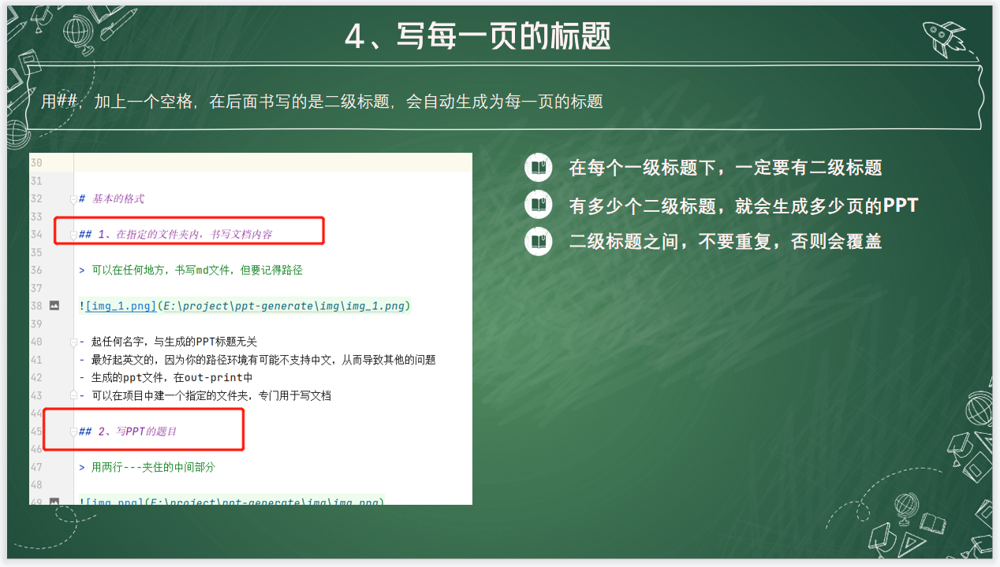 4、写每一页的标题
用##，加上一个空格，在后面书写的是二级标题，会自动生成为每一页的标题
30
31
32 # 基本的格式
33
34 ## 1、在指定的文件夹内，书写文档内容
35
36 > 可以在任何地方，书写md文件，但要记得路径
37
38 ![img_1.png](E:\project\ppt-generate\img\img_1.png)
39
40 - 起任何名字，与生成的PPT标题无关
41 - 最好起英文的，因为你的路径环境有可能不支持中文，从而导致其他的问题
42 - 生成的ppt文件，在out-print中
43 - 可以在项目中建一个指定的文件夹，专门用于写文档
44
45 ## 2、写PPT的题目
46
47 > 用两行---夹住的中间部分
48
49 ![img.png](E:\project\ppt-generate\img\img.png)
在每个一级标题下，一定要有二级标题
有多少个二级标题，就会生成多少页的PPT
二级标题之间，不要重复，否则会覆盖